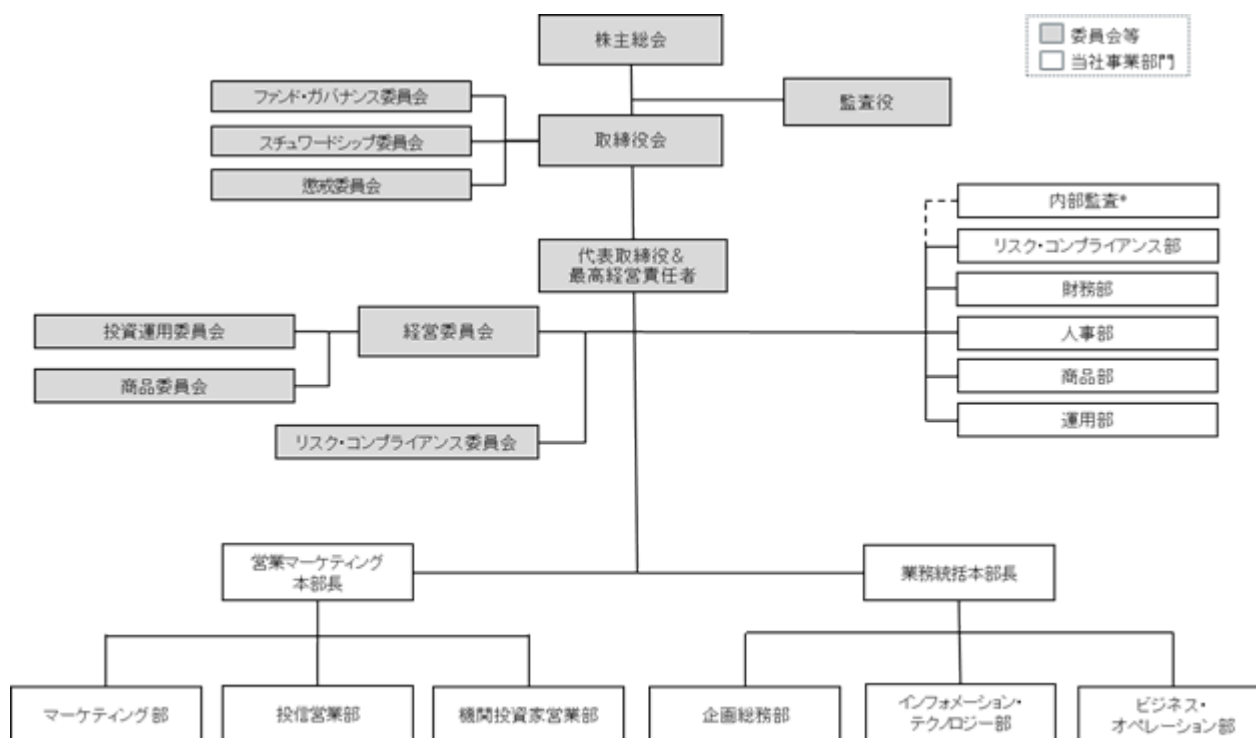 株主総会
委員会等
当社事業部門
ファンド・ガバナンス委員会
監査役
スチュワードシップ委員会
取締役会
懲戒委員会
内部監査*
リスク・コンプライアンス部
代表取締役&
最高経営責任者
財務部
投資運用委員会
経営委員会
人事部
商品委員会
商品部
運用部
リスク・コンプライアンス委員会
営業マーケティング
本部長
業務統括本部長
マーケティング部
投信営業部
機関投資家営業部
企画総務部
インフォメーション・
テクノロジー部
ビジネス・
オペレーション部